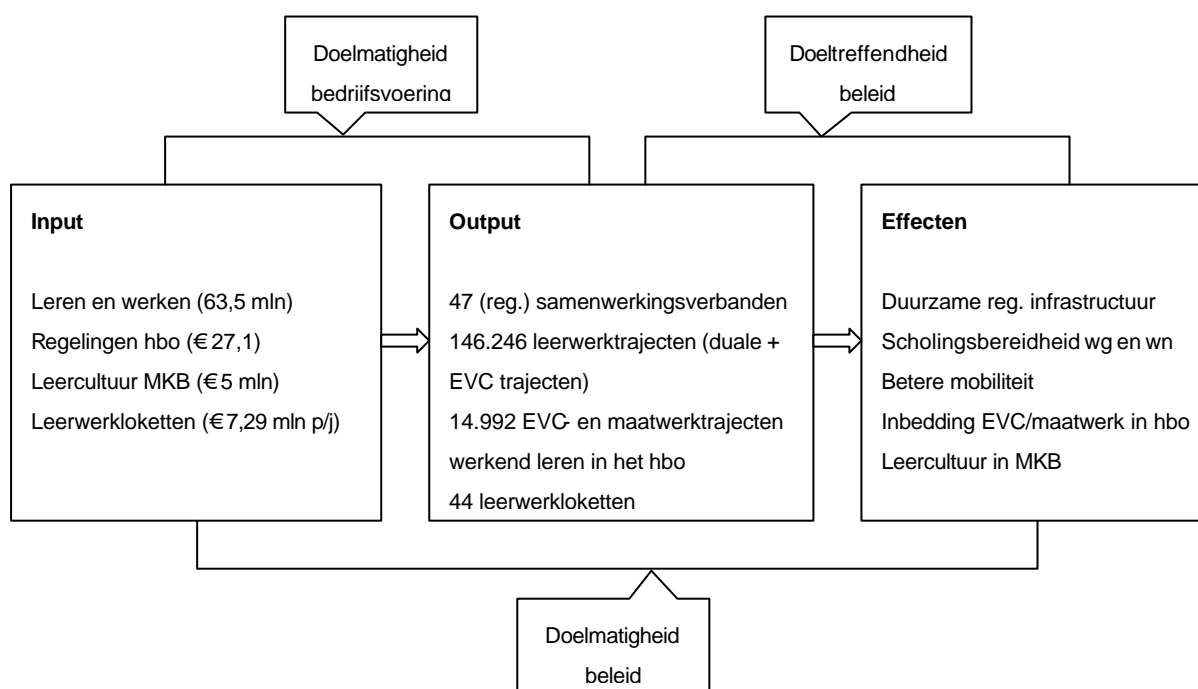 Doelmatigheid
bedrijfsvoering
Doeltreffendheid
beleid
Input
Leren en werken (63,5 mln)
Regelingen hbo (€ 27,1)
Leercultuur MKB (€ 5 mln)
Leerwerkloketten (€ 7,29 mln p/j)
Output
47 (reg.) samenwerkingsverbanden
146.246 leerwerktrajecten (duale +
EVC trajecten)
14.992 EVC- en maatwerktrajecten
werkend leren in het hbo
44 leerwerkloketten
Effecten
Duurzame reg. infrastructuur
Scholingsbereidheid wg en wn
Betere mobiliteit
Inbedding EVC/maatwerk in hbo
Leercultuur in MKB
Doelmatigheid
beleid